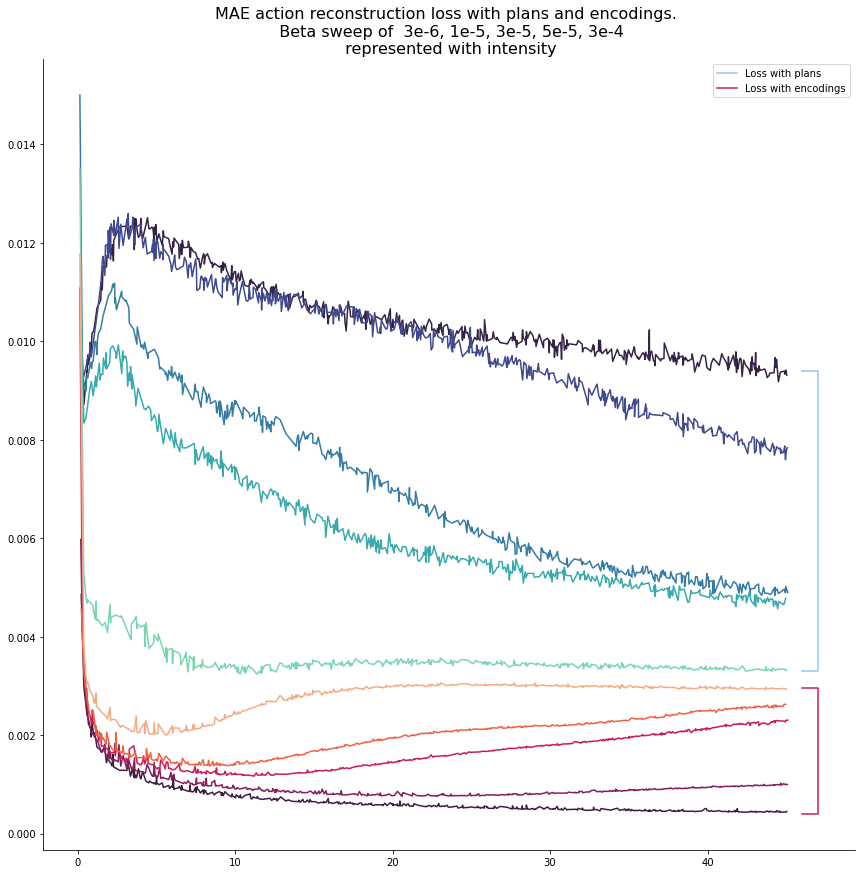 MAE action reconstruction loss with plans and encodings.
Beta sweep of 3e-6, 1e-5, 3e-5, 5e-5, 3e-4
represented with intensity
Loss with plans
Loss with encodings
0.014
0.012
0.010
0.008
0.006
0.004
0.002
0.000
0 10 20 30 40